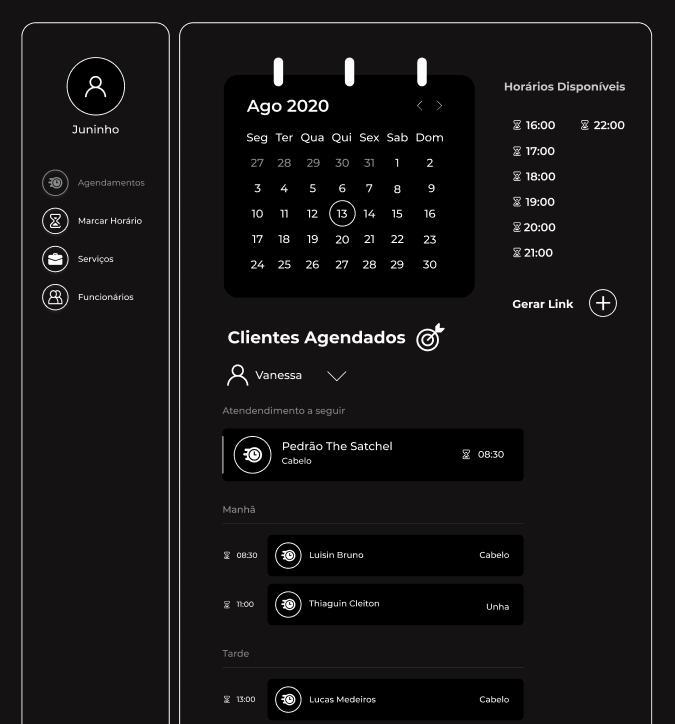 Juninho
Agendamentos
Marcar Horário
Serviços
Funcionários
Ago 2020
Seg Ter Qua Qui Sex Sab Dom
27 28 29 30 31 1 2
3 4 5 6 7 8 9
10 11 12 13 14 15 16
17 18 19 20 21 22 23
24 25 26 27 28 29 30
Horários Disponíveis
16:00 22:00
17:00
18:00
19:00
20:00
21:00
Gerar Link
Clientes Agendados
Vanessa
Atendendimento a seguir
Pedrão The Satchel
Cabelo
08:30
Manhã
08:30 Luisin Bruno Cabelo
11:00 Thiaguin Cleiton Unha
Tarde
13:00 Lucas Medeiros Cabelo